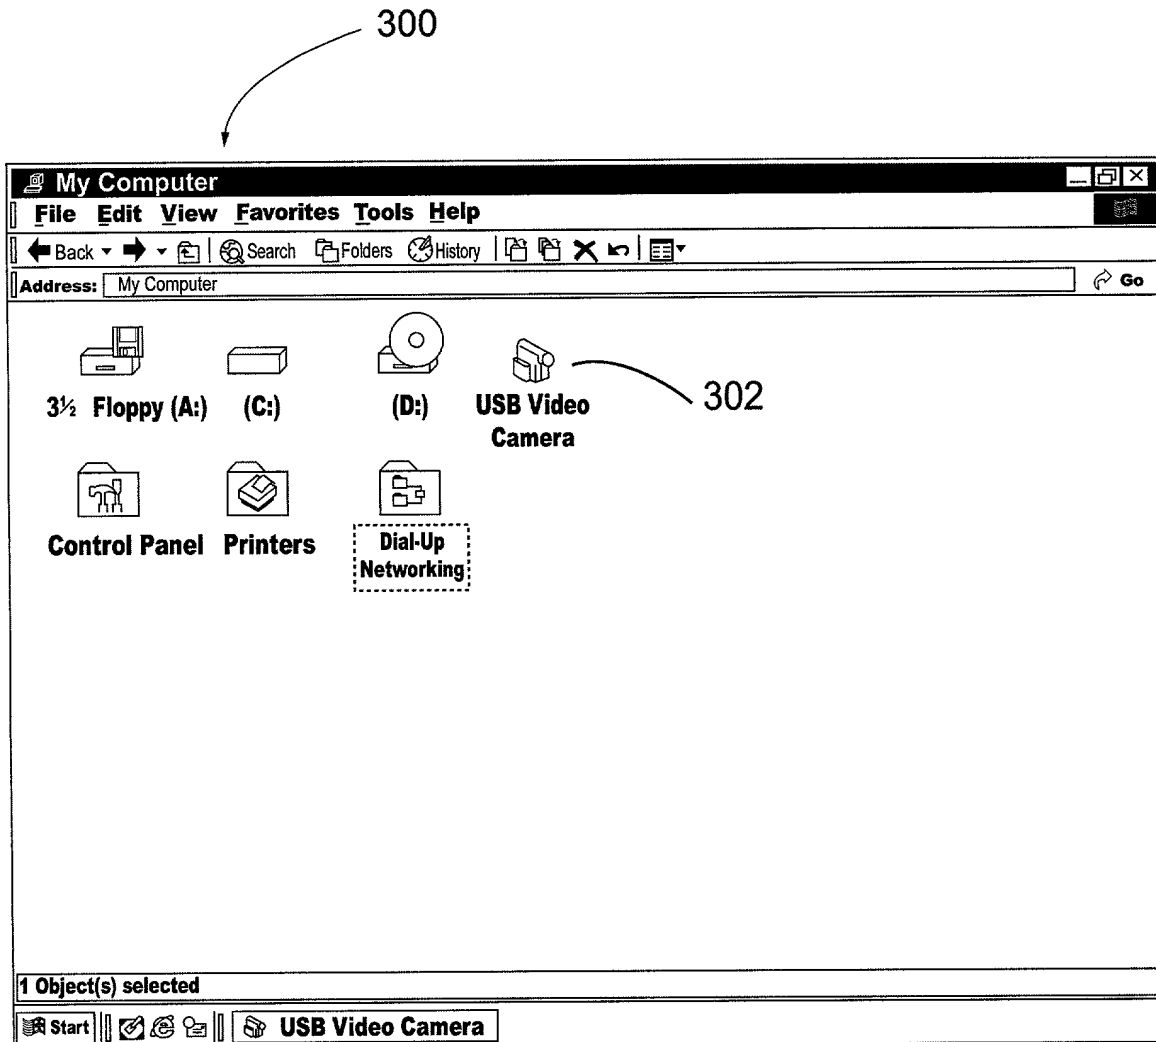 300
My Computer
File Edit View Favorites Tools Help
Back Search Folders History
Address: My Computer Go
3½ Floppy (A:) (C:) (D:) USB Video
Camera
302
Control Panel Printers Dial-Up
Networking
1 Object(s) selected
Start USB Video Camera